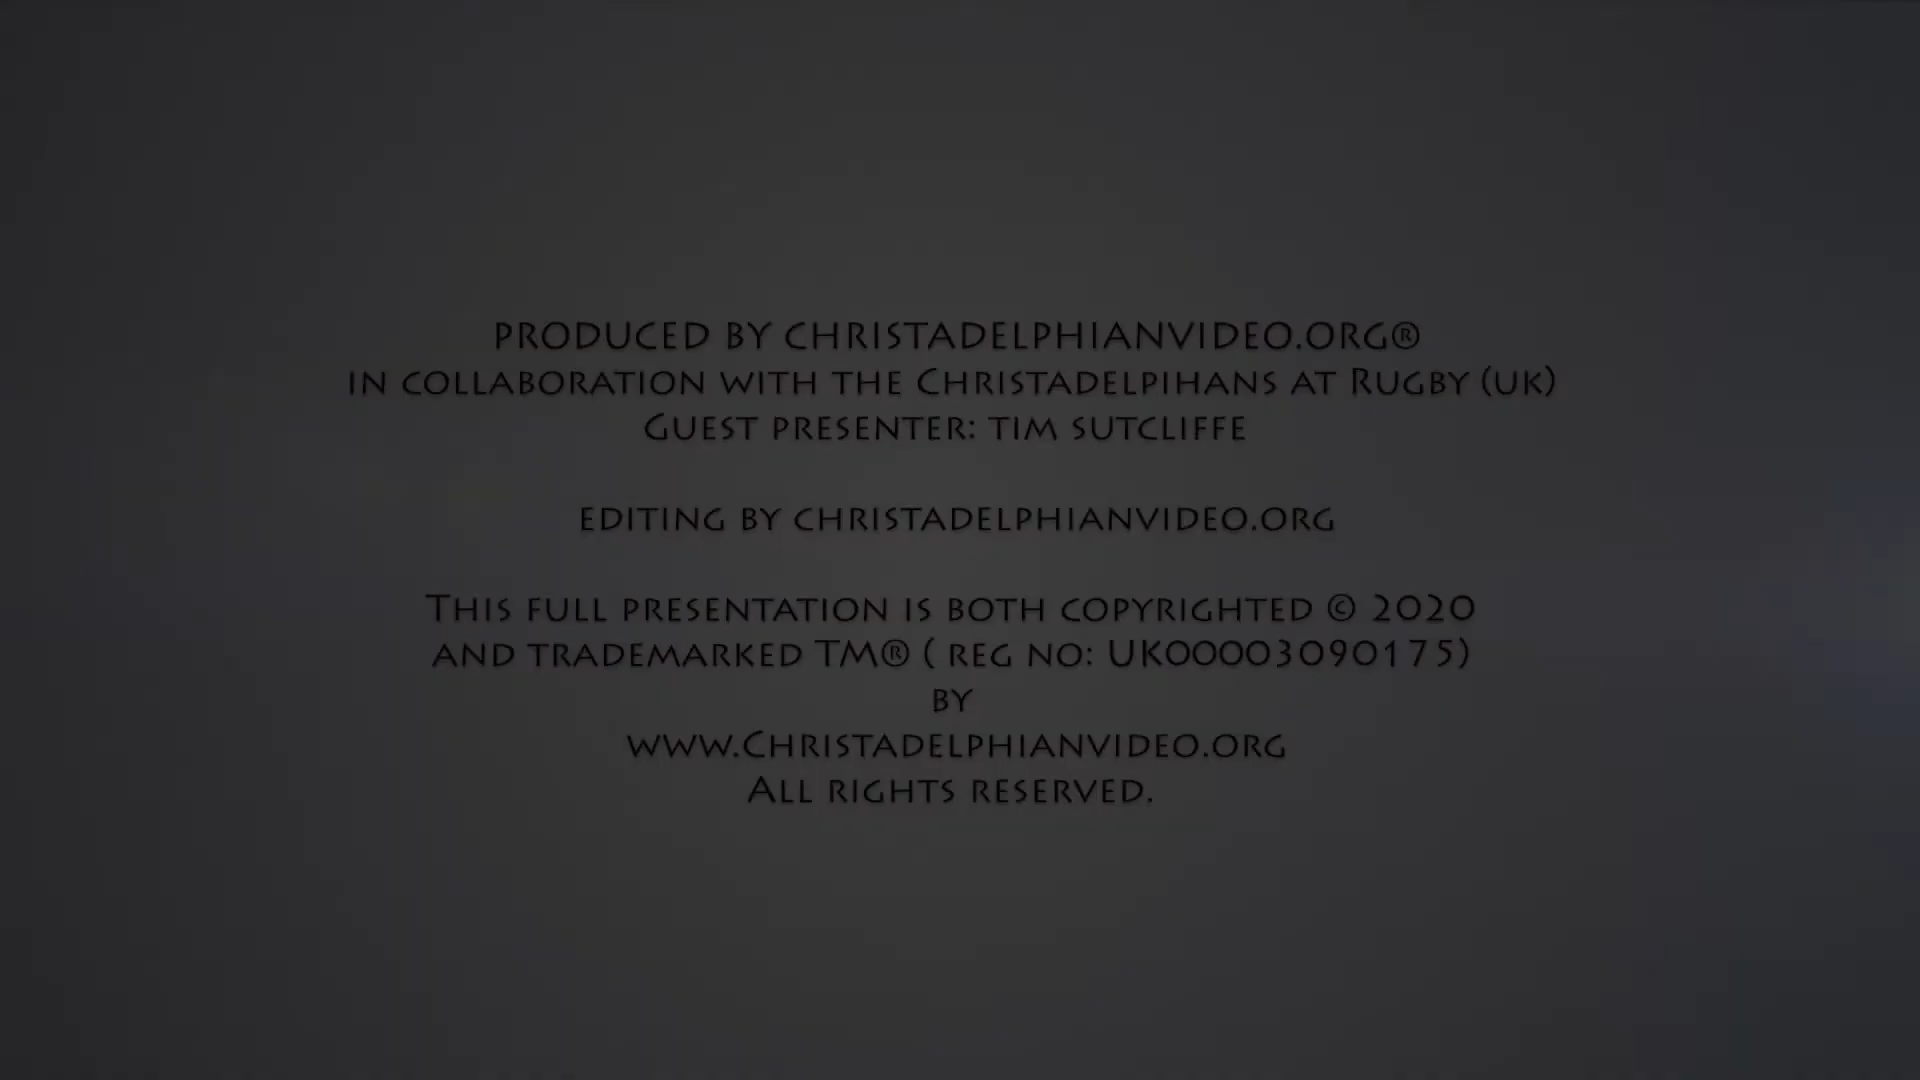 PRODUCED BY CHRISTADELPHIANVIDEO.ORG®
IN COLLABORATION WITH THE CHRISTADELPIHANS AT RUGBY (UK)
GUEST PRESENTER: TIM SUTCLIFFE
EDITING BY CHRISTADELPHIANVIDEO.ORG
THIS FULL PRESENTATION IS BOTH COPYRIGHTED © 2020
AND TRADEMARKED TM® ( REG NO: UK00003090175)
BY
WWW.CHRISTADELPHIANVIDEO.ORG
ALL RIGHTS RESERVED.